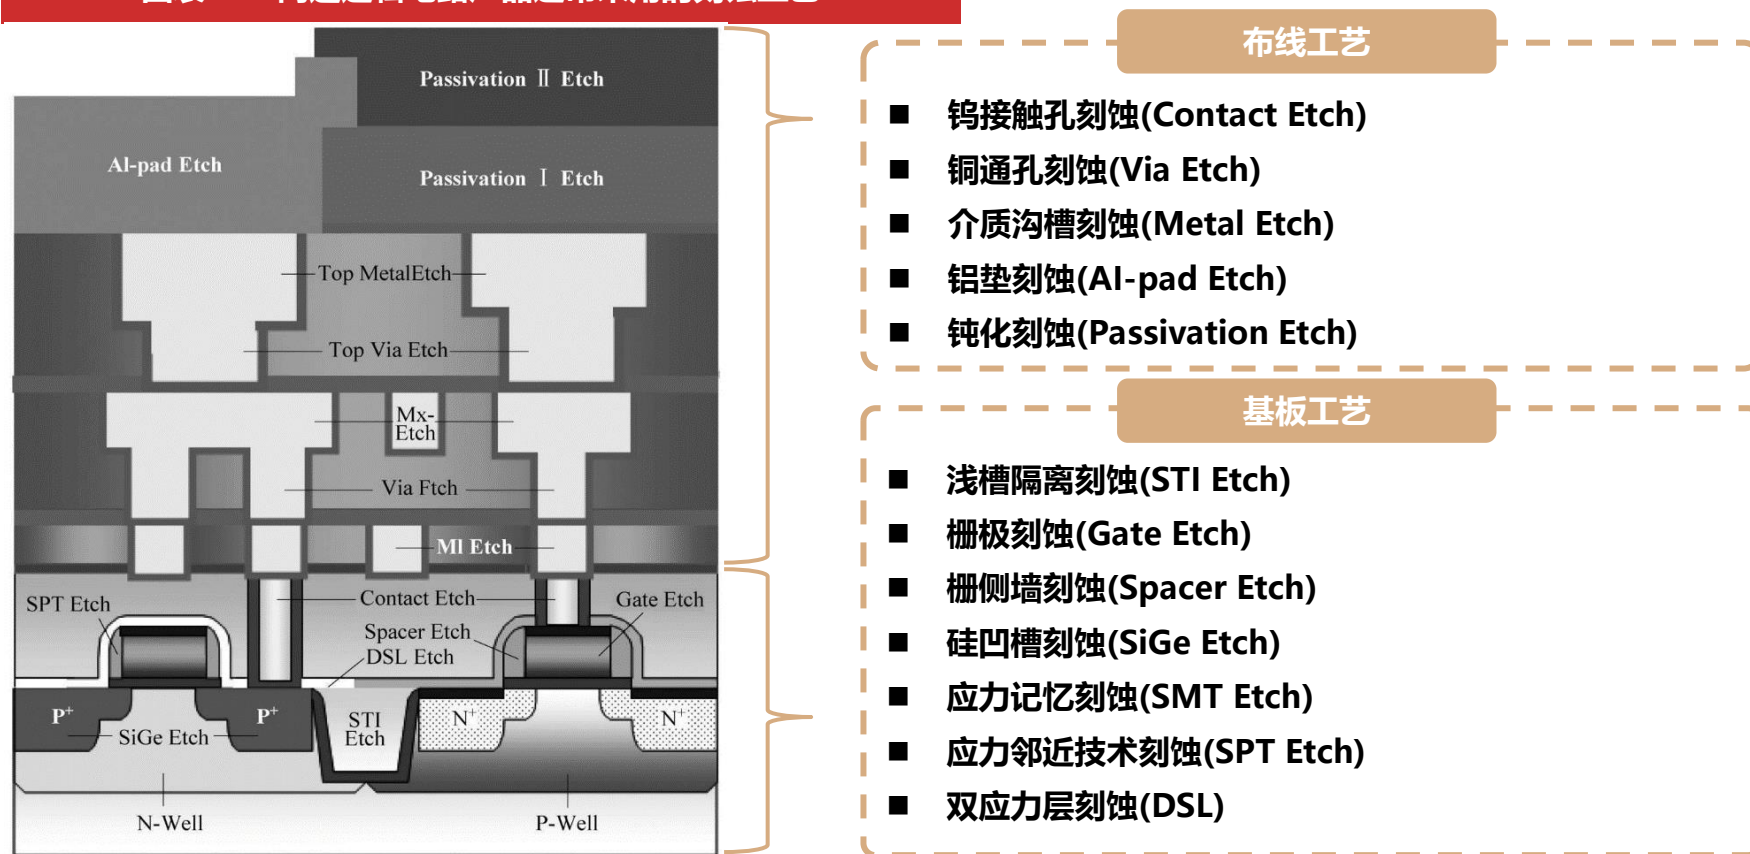 Passivation Ⅱ Etch
Al-pad Etch
Passivation Ⅰ Etch
Top MetalEtch
Top Via Etch
Mx-
Etch
Via Ftch
Ml Etch
SPT Etch
Contact Etch
Gate Etch
Spacer Etch
DSL Etch
P+
P+
STI
Etch
N+
N+
SiGe Etch
N-Well
P-Well
布线工艺
■ 钨接触孔刻蚀(Contact Etch)
■ 铜通孔刻蚀(Via Etch)
■ 介质沟槽刻蚀(Metal Etch)
■ 铝垫刻蚀(AI-pad Etch)
■ 钝化刻蚀(Passivation Etch)
基板工艺
■ 浅槽隔离刻蚀(STI Etch)
■ 栅极刻蚀(Gate Etch)
■ 栅侧墙刻蚀(Spacer Etch)
■ 硅凹槽刻蚀(SiGe Etch)
■ 应力记忆刻蚀(SMT Etch)
■ 应力邻近技术刻蚀(SPT Etch)
■ 双应力层刻蚀(DSL)